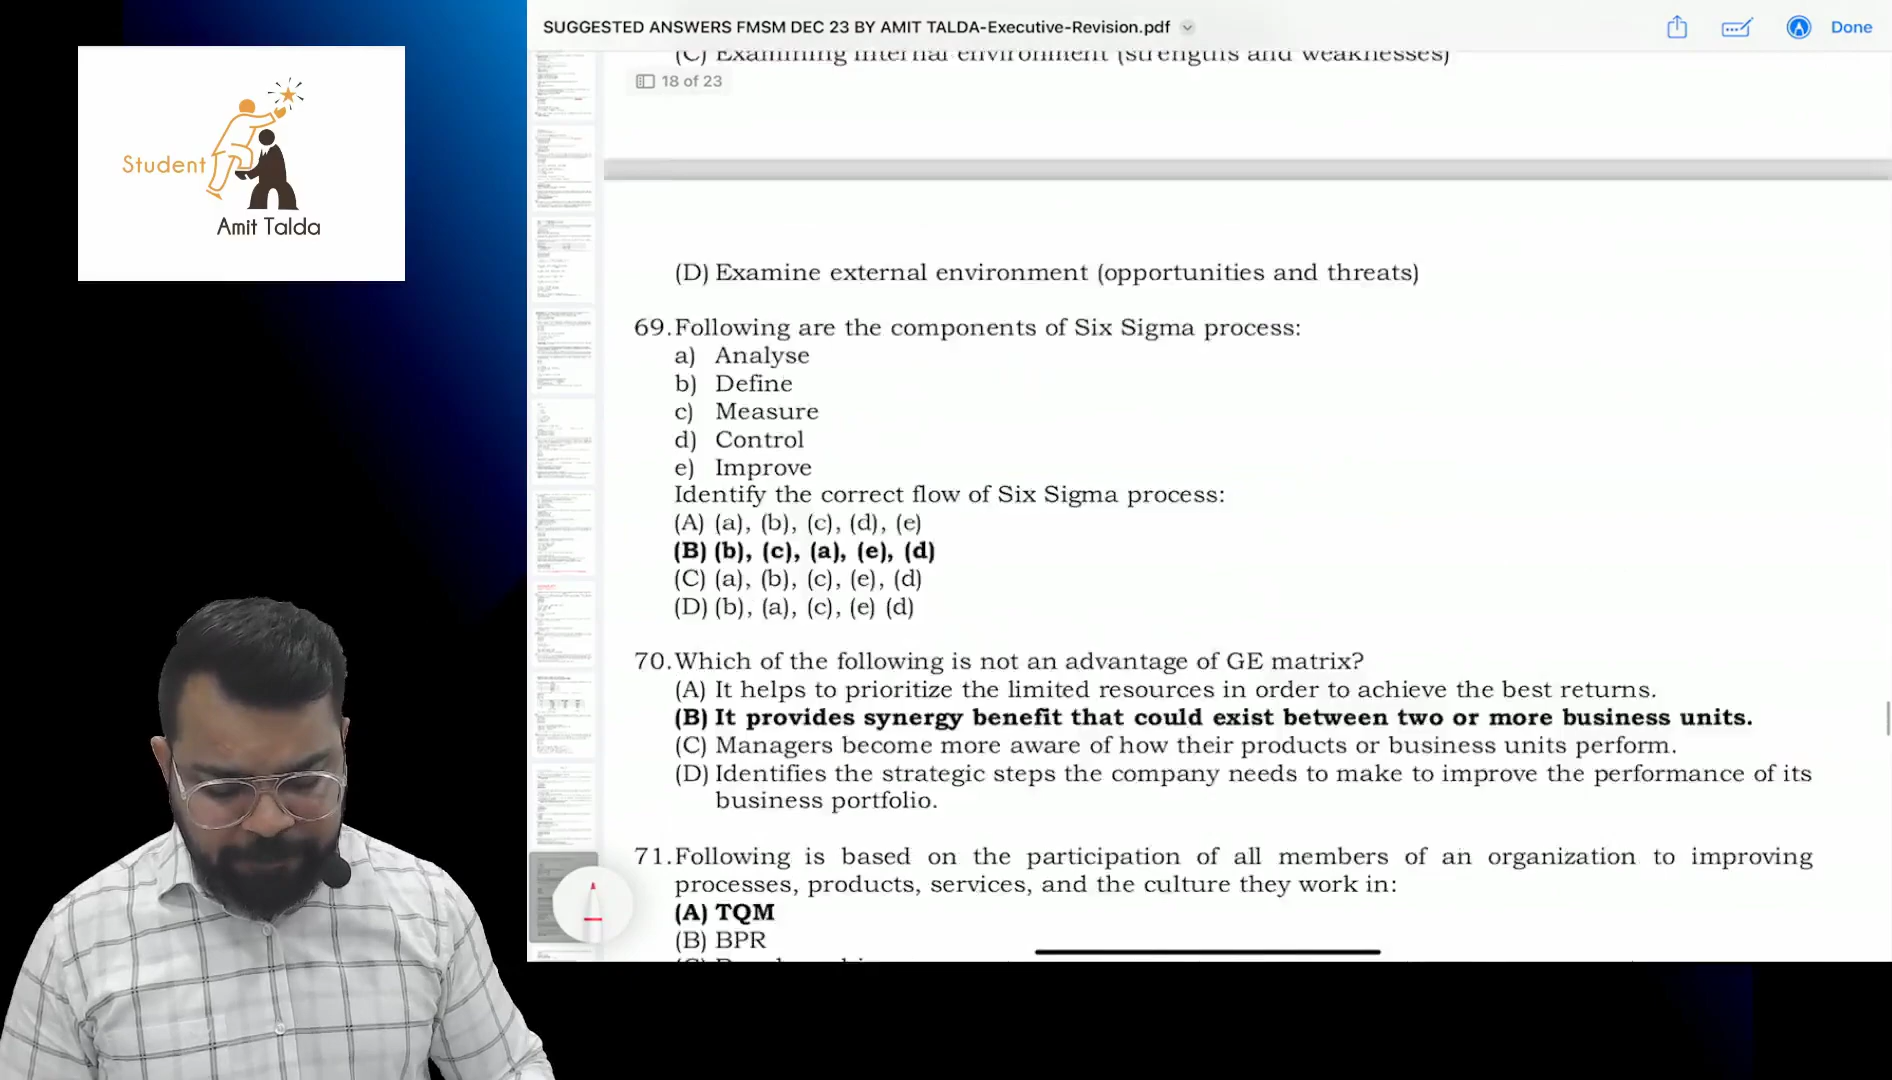 SUGGESTED ANSWERS FMSM DEC 23 BY AMIT TALDA-Executive-Revision.pdf
Done
(C) Examining internal environment (strengths and weaknesses)
18 of 23
Student
Amit Talda
(D) Examine external environment (opportunities and threats)
69. Following are the components of Six Sigma process:
a) Analyse
b) Define
c) Measure
d) Control
e) Improve
Identify the correct flow of Six Sigma process:
(A) (a), (b), (c), (d), (e)
(B) (b), (c), (a), (e), (d)
(C) (a), (b), (c), (e), (d)
(D) (b), (a), (c), (e) (d)
70. Which of the following is not an advantage of GE matrix?
(A) It helps to prioritize the limited resources in order to achieve the best returns.
(B) It provides synergy benefit that could exist between two or more business units.
(C) Managers become more aware of how their products or business units perform.
(D) Identifies the strategic steps the company needs to make to improve the performance of its
business portfolio.
71. Following is based on the participation of all members of an organization to improving
processes, products, services, and the culture they work in:
(A) TQM
(B) BPR